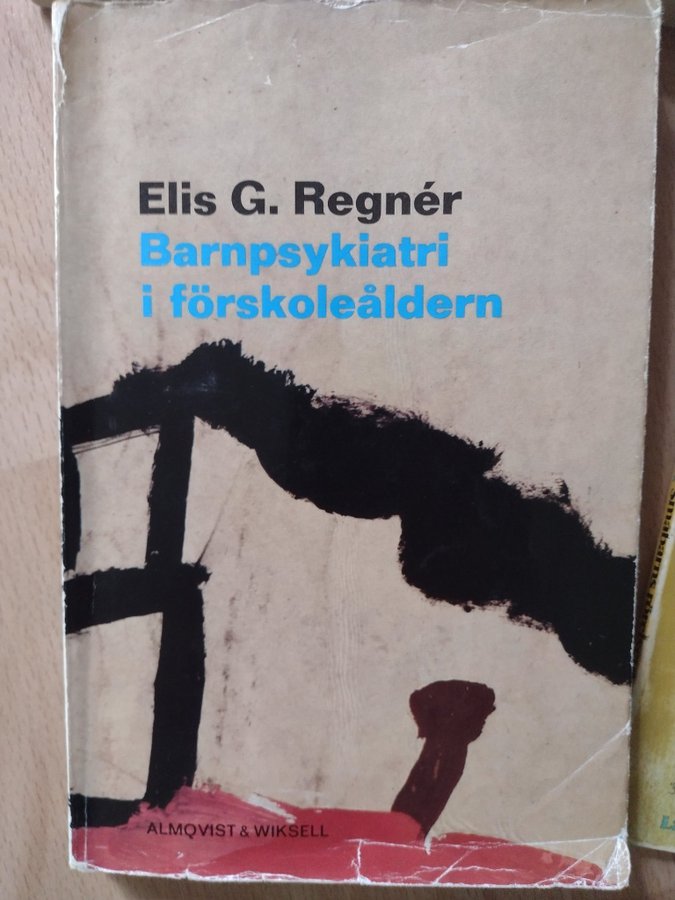 Elis G. Regnér
Barnpsykiatri
i förskoleåldern
ALMQVIST & WIKSELL